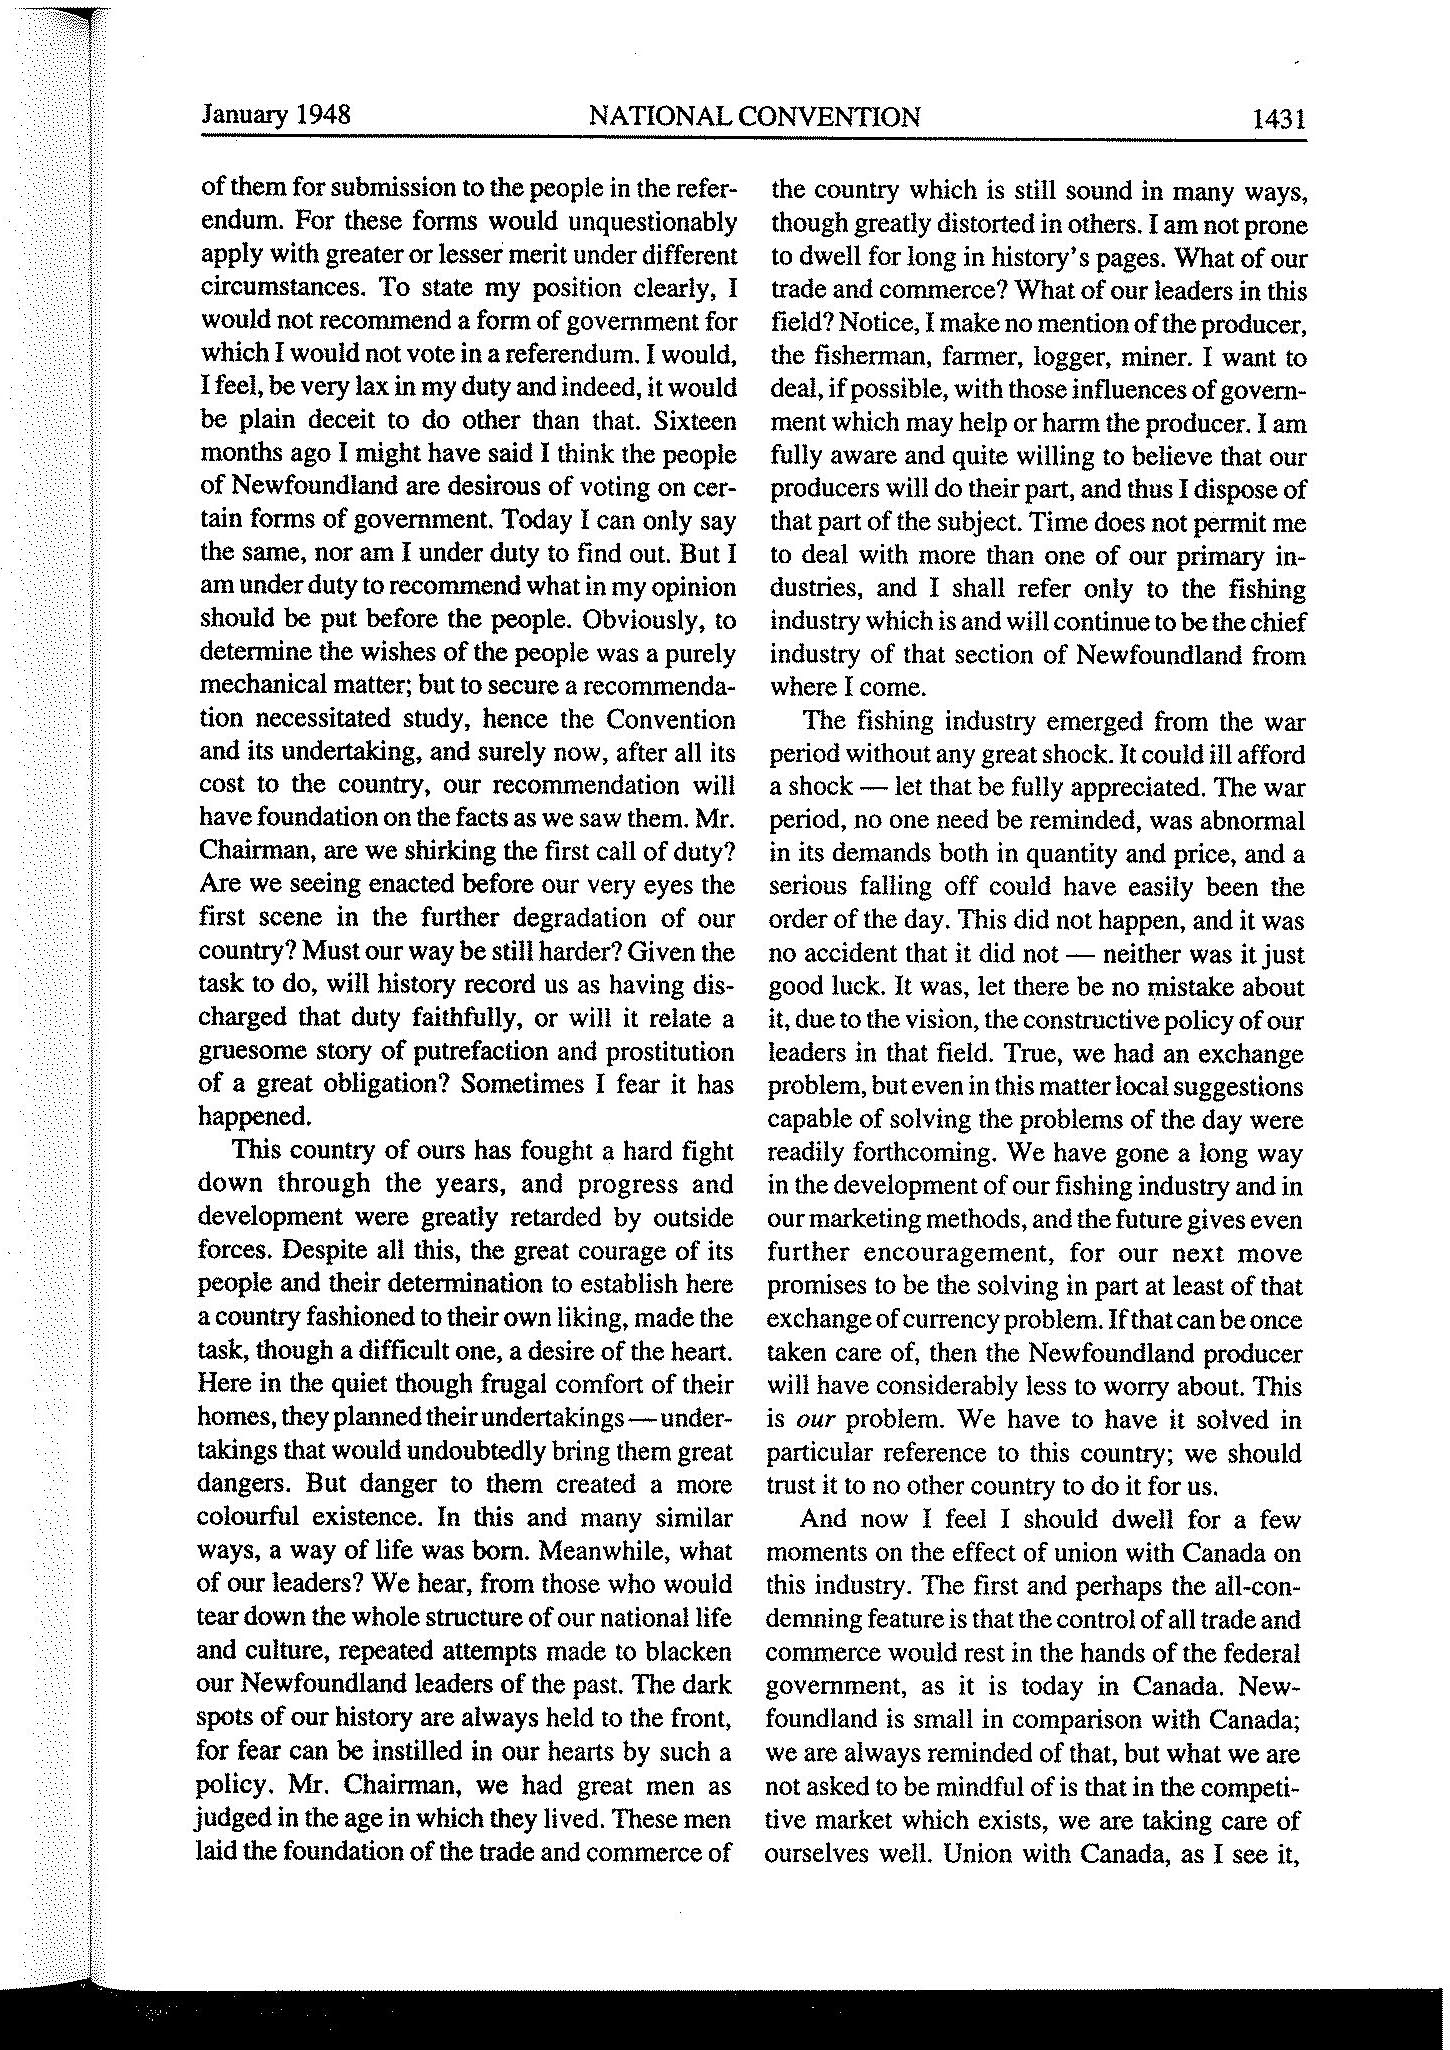 January 1948 NATIONAL CONVENTION 1431
of them for submission to the people in the refer-
endum. For these forms would unquestionably
apply with greater or lesser merit under different
circumstances. To state my position clearly, I
would not recommend a form of government for
which I would not vote in a referendum. I would,
I feel, be very lax in my duty and indeed, it would
be plain deceit to do other than that. Sixteen
months ago I might have said I think the people
of Newfoundland are desirous of voting on cer-
tain forms of government. Today I can only say
the same, nor am I under duty to find out. But I
am under duty to recommend what in my opinion
should be put before the people. Obviously, to
determine the wishes of the people was a purely
mechanical matter; but to secure a recommenda-
tion necessitated study, hence the Convention
and its undertaking, and surely now, after all its
cost to the country, our recommendation will
have foundation on the facts as we saw them. Mr.
Chairman, are we shirking the first call of duty?
Are we seeing enacted before our very eyes the
first scene in the further degradation of our
country? Must our way be still harder? Given the
task to do, will history record us as having dis-
charged that duty faithfully, or will it relate a
gruesome story of putrefaction and prostitution
of a great obligation? Sometimes I fear it has
happened.
This country of ours has fought a hard fight
down through the years, and progress and
development were greatly retarded by outside
forces. Despite all this, the great courage of its
people and their determination to establish here
a country fashioned to their own liking, made the
task, though a difficult one, a desire of the heart.
Here in the quiet though frugal comfort of their
homes, they planned their undertakings — under-
takings that would undoubtedly bring them great
dangers. But danger to them created a more
colourful existence. In this and many similar
ways, a way of life was born. Meanwhile, what
of our leaders? We hear, from those who would
tear down the whole structure of our national life
and culture, repeated attempts made to blacken
our Newfoundland leaders of the past. The dark
spots of our history are always held to the front,
for fear can be instilled in our hearts by such a
policy. Mr. Chairman, we had great men as
judged in the age in which they lived. These men
laid the foundation of the trade and commerce of
the country which is still sound in many ways,
though greatly distorted in others. I am not prone
to dwell for long in history's pages. What of our
trade and commerce? What of our leaders in this
field? Notice, I make no mention of the producer,
the fisherman, farmer, logger, miner. I want to
deal, if possible, with those influences of govern-
ment which may help or harm the producer. I am
fully aware and quite willing to believe that our
producers will do their part, and thus I dispose of
that part of the subject. Time does not permit me
to deal with more than one of our primary in-
dustries, and I shall refer only to the fishing
industry which is and will continue to be the chief
industry of that section of Newfoundland from
where I come.
The fishing industry emerged from the war
period without any great shock. It could ill afford
a shock — let that be fully appreciated. The war
period, no one need be reminded, was abnormal
in its demands both in quantity and price, and a
serious falling off could have easily been the
order of the day. This did not happen, and it was
no accident that it did not — neither was it just
good luck. It was, let there be no mistake about
it, due to the vision, the constructive policy of our
leaders in that field. True, we had an exchange
problem, but even in this matter local suggestions
capable of solving the problems of the day were
readily forthcoming. We have gone a long way
in the development of our fishing industry and in
our marketing methods, and the future gives even
further encouragement, for our next move
promises to be the solving in part at least of that
exchange of currency problem. If that can be once
taken care of, then the Newfoundland producer
will have considerably less to worry about. This
is our problem. We have to have it solved in
particular reference to this country; we should
trust it to no other country to do it for us.
And now I feel I should dwell for a few
moments on the effect of union with Canada on
this industry. The first and perhaps the all-con-
demning feature is that the control of all trade and
commerce would rest in the hands of the federal
government, as it is today in Canada. New-
foundland is small in comparison with Canada;
we are always reminded of that, but what we are
not asked to be mindful of is that in the competi-
tive market which exists, we are taking care of
ourselves well. Union with Canada, as I see it,